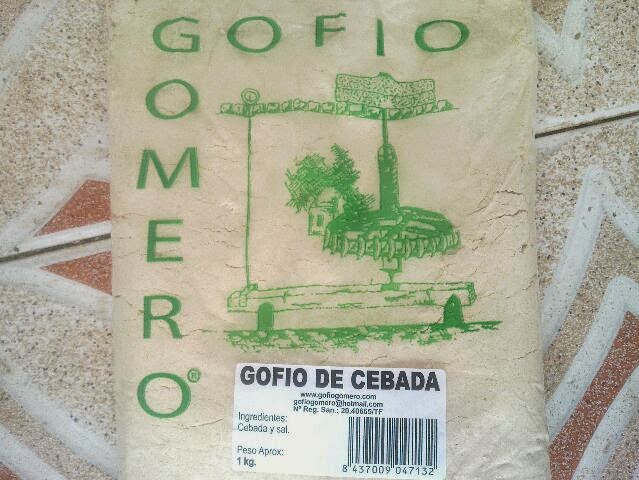 GOFIO
GOMERO®
GOFIO DE CEBADA
www.gofiogomero.com
gofiogomero@hotmail.com
Nº Reg. San.: 20.40665/TF
Ingredientes:
Cebada y sal.
Peso Aprox:
1 kg.
8 437009 047132